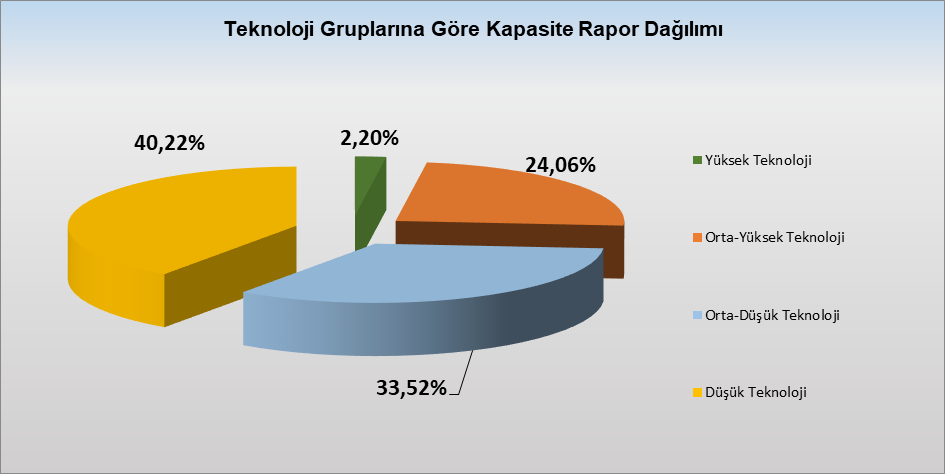 Teknoloji Gruplarına Göre Kapasite Rapor Dağılımı
40,22%
2,20%
24,06%
33,52%
Yüksek Teknoloji
Orta-Yüksek Teknoloji
Orta-Düşük Teknoloji
Düşük Teknoloji